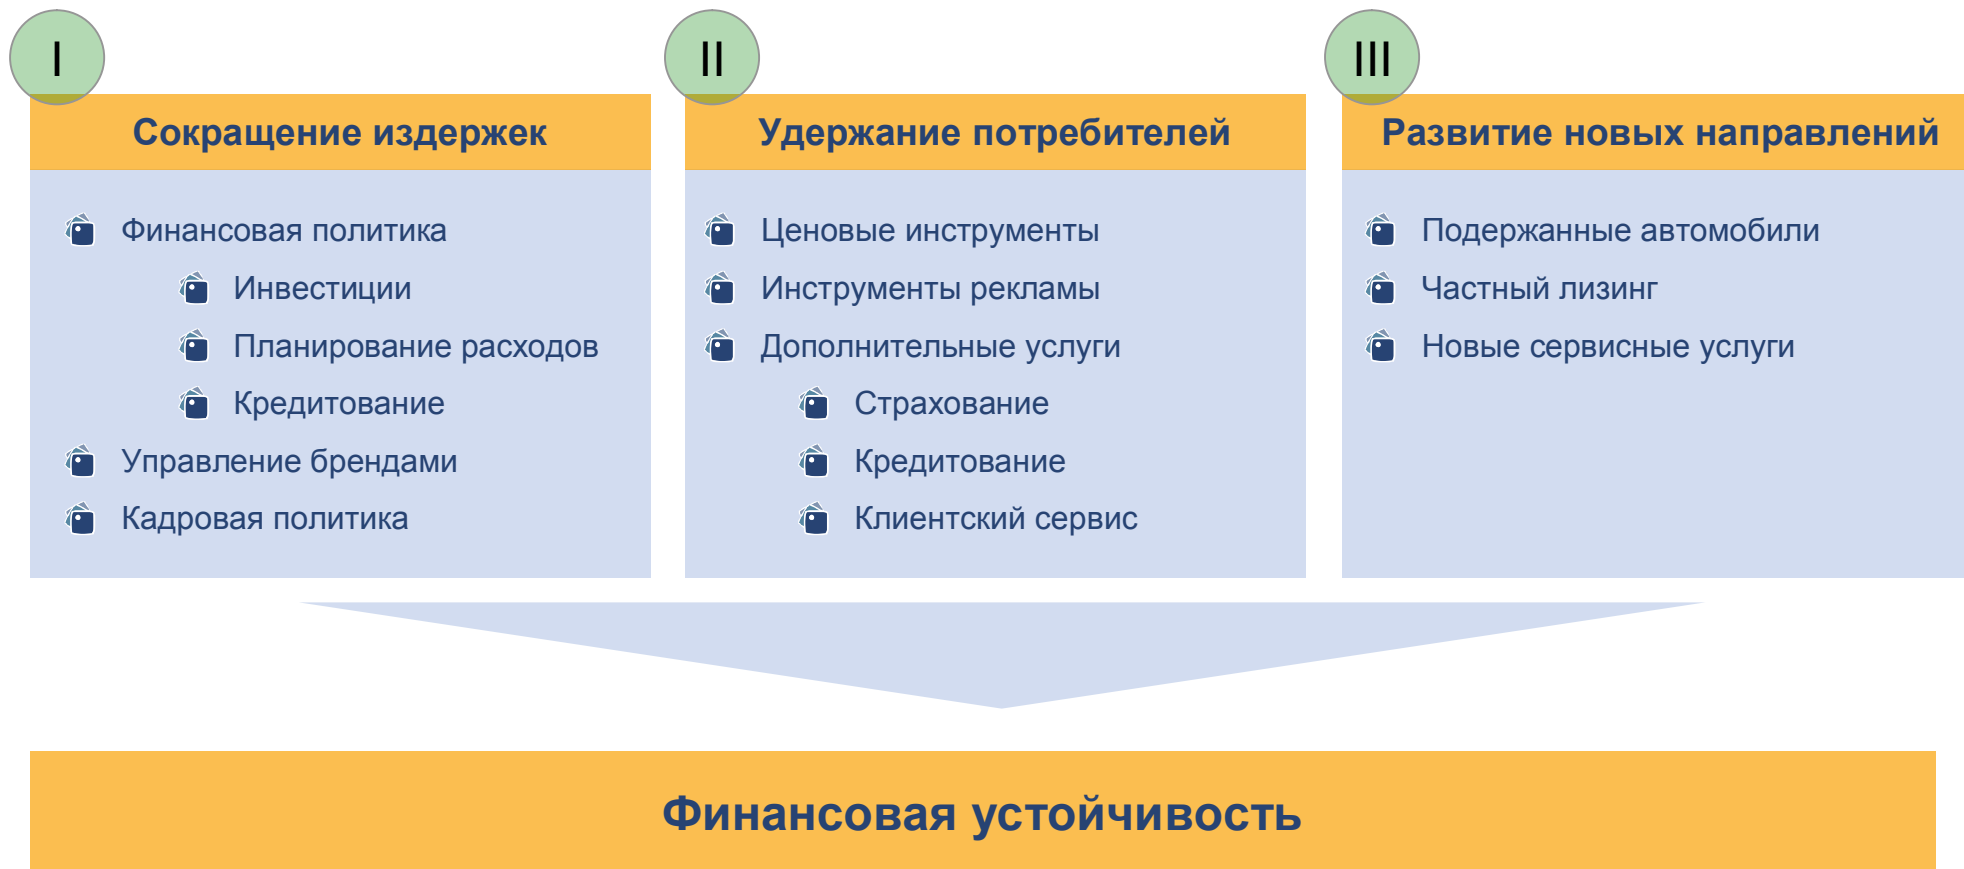 I
Сокращение издержек
Финансовая политика
Инвестиции
Планирование расходов
Кредитование
Управление брендами
Кадровая политика
II
Удержание потребителей
Ценовые инструменты
Инструменты рекламы
Дополнительные услуги
Страхование
Кредитование
Клиентский сервис
III
Развитие новых направлений
Подержанные автомобили
Частный лизинг
Новые сервисные услуги
Финансовая устойчивость